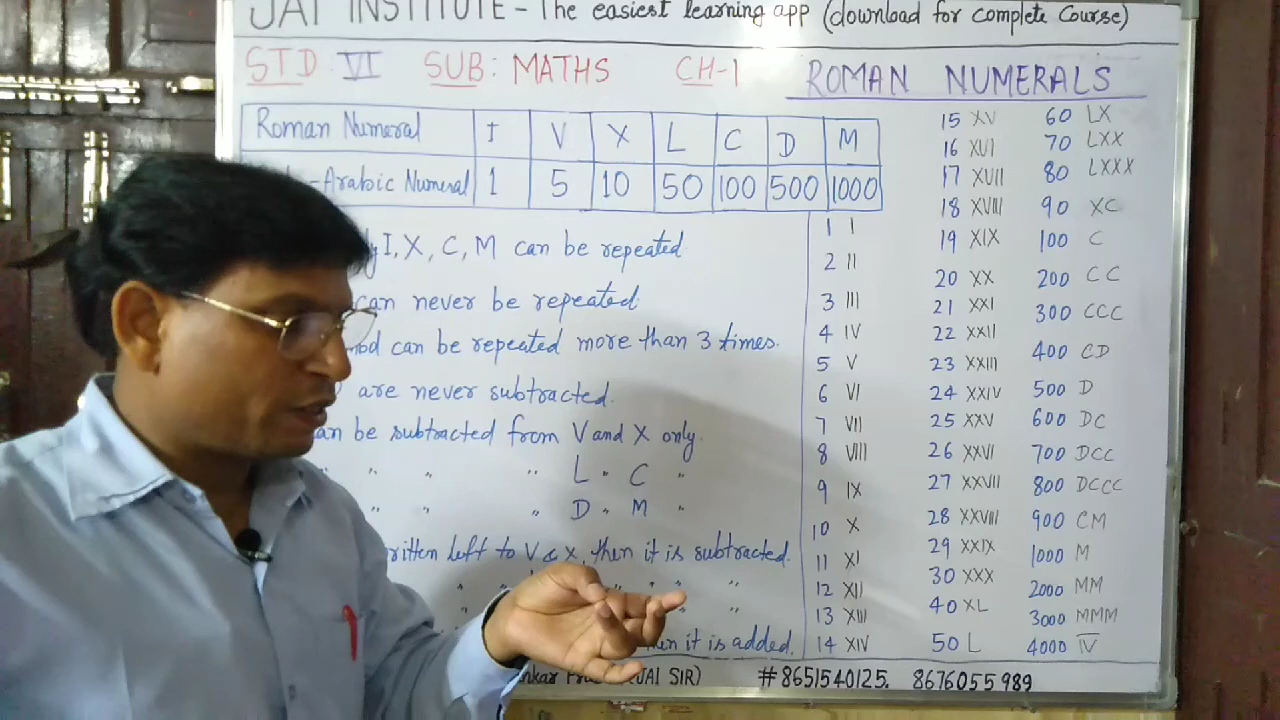 JAI INSTITUTE - The easiest learning app (download for Complete Course)
STD: VI SUB: MATHS CH-1 ROMAN NUMERALS
Roman Numeral I V X L C D M
-Arabic Numeral 1 5 10 50 100 500 1000
I, X, C, M can be repeated
can never be repeated
can be repeated more than 3 times.
are never subtracted.
an be subtracted from V and X only.
" " " L " C "
" " " D " M "
ritten left to V & X, then it is subtracted.
" " " "
" "
then it is added.
1 I
2 II
3 III
4 IV
5 V
6 VI
7 VII
8 VIII
9 IX
10 X
11 XI
12 XII
13 XIII
14 XIV
15 XV
16 XVI
17 XVII
18 XVIII
19 XIX
20 XX
21 XXI
22 XXII
23 XXIII
24 XXIV
25 XXV
26 XXVI
27 XXVII
28 XXVIII
29 XXIX
30 XXX
40 XL
50 L
60 LX
70 LXX
80 LXXX
90 XC
100 C
200 CC
300 CCC
400 CD
500 D
600 DC
700 DCC
800 DCCC
900 CM
1000 M
2000 MM
3000 MMM
4000 I̅V̅
(JAI SIR) #8651540125. 8676055989